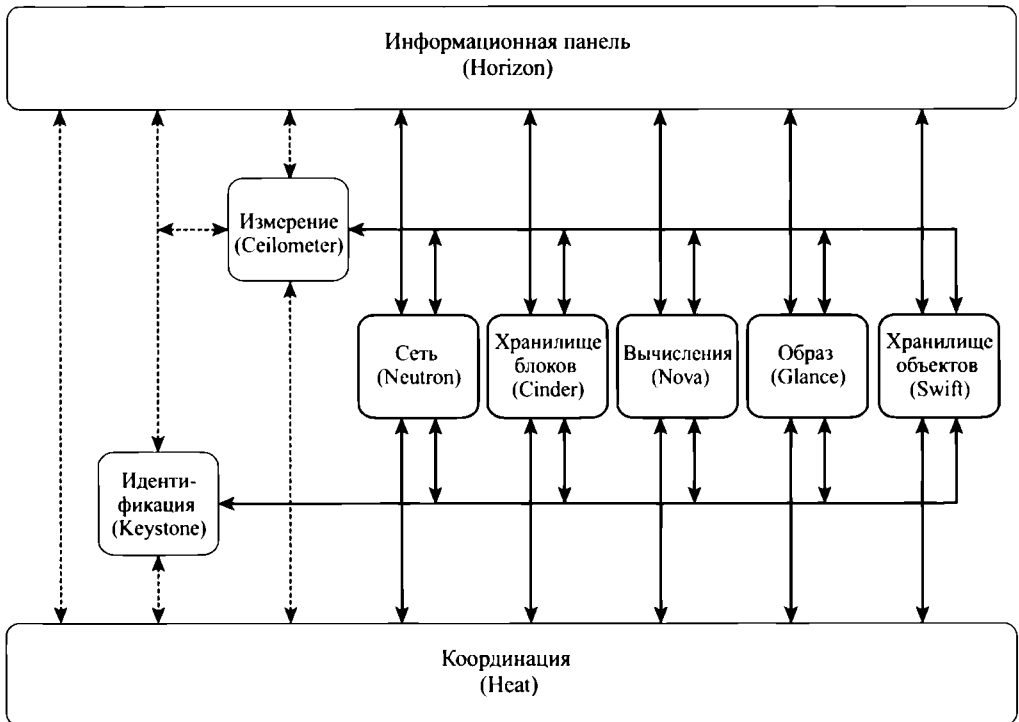 Информационная панель
(Horizon)
Измерение
(Ceilometer)
Сеть
(Neutron)
Хранилище
блоков
(Cinder)
Вычисления
(Nova)
Образ
(Glance)
Хранилище
объектов
(Swift)
Иденти-
фикация
(Keystone)
Координация
(Heat)